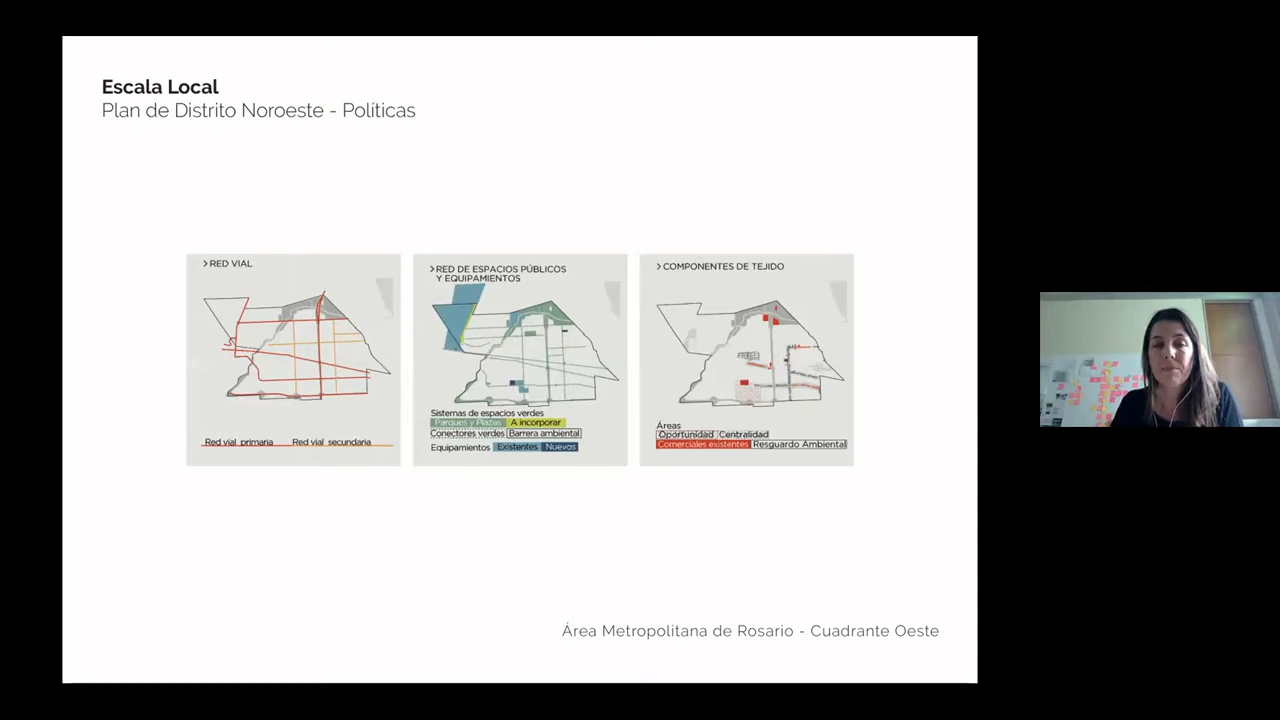 Escala Local
Plan de Distrito Noroeste - Políticas
RED VIAL
Red vial primaria
Red vial secundaria
RED DE ESPACIOS PÚBLICOS
Y EQUIPAMIENTOS
Sistemas de espacios verdes
Parques y Plazas
A incorporar
Conectores verdes
Barrera ambiental
Equipamientos
Existentes
Nuevos
COMPONENTES DE TEJIDO
Áreas
Oportunidad
Centralidad
Comerciales existentes
Resguardo Ambiental
Área Metropolitana de Rosario - Cuadrante Oeste